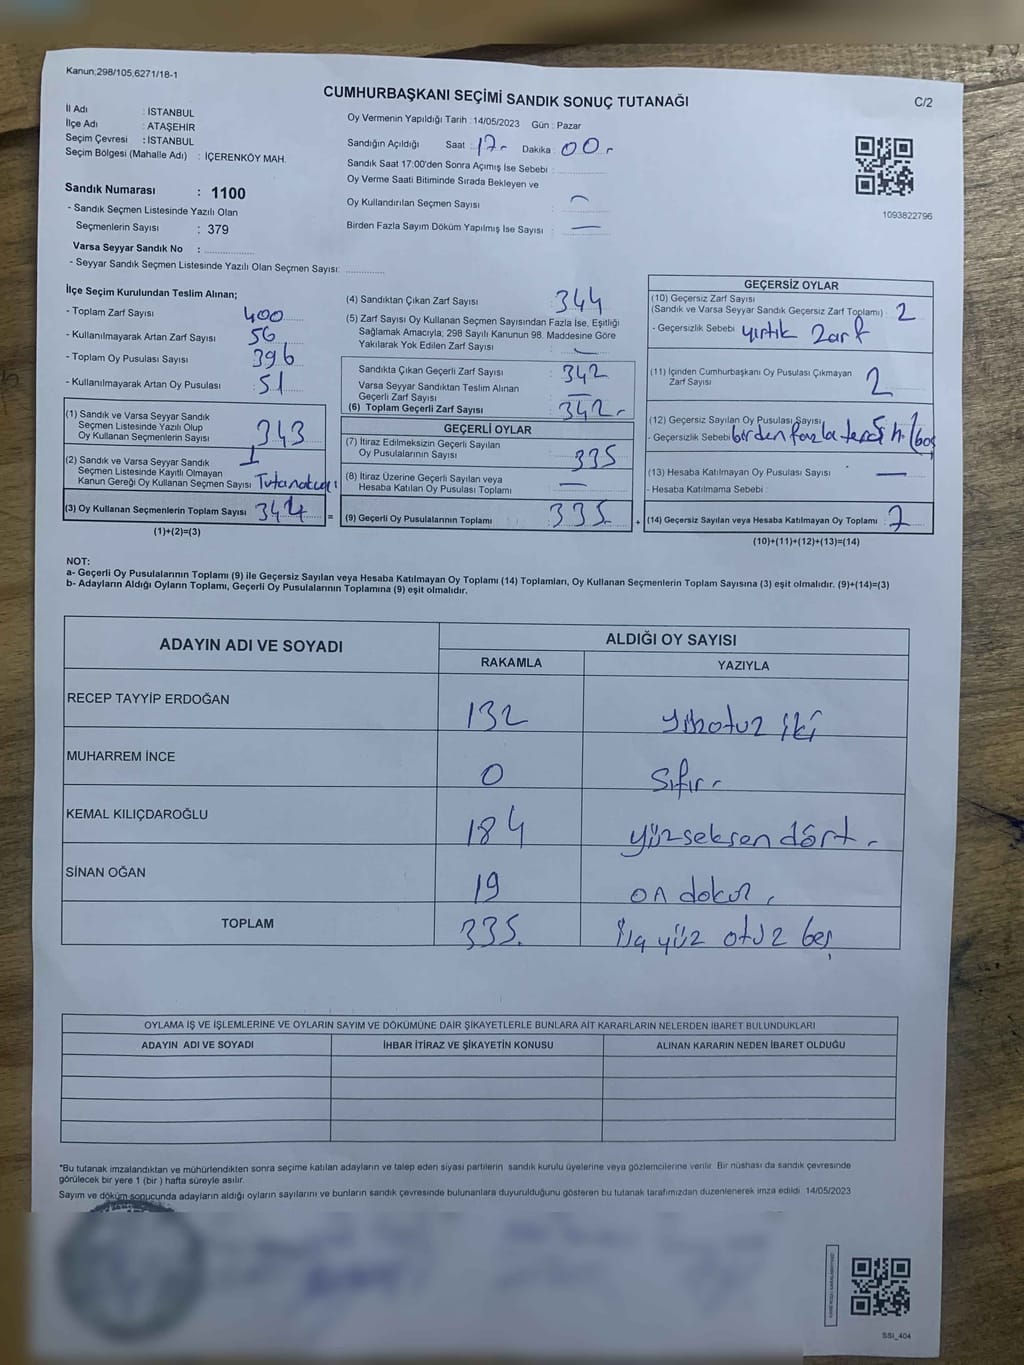 Kanun;298/105,6271/18-1
CUMHURBAŞKANI SEÇİMİ SANDIK SONUÇ TUTANAĞI
C/2
İl Adı : İSTANBUL
İlçe Adı : ATAŞEHİR
Seçim Çevresi : İSTANBUL
Seçim Bölgesi (Mahalle Adı) : İÇERENKÖY MAH.
Sandık Numarası : 1100
- Sandık Seçmen Listesinde Yazılı Olan
Seçmenlerin Sayısı : 379
Varsa Seyyar Sandık No :
- Seyyar Sandık Seçmen Listesinde Yazılı Olan Seçmen Sayısı:
Oy Vermenin Yapıldığı Tarih : 14/05/2023 Gün : Pazar
Sandığın Açıldığı Saat : 17 Dakika : 00
Sandık Saat 17:00'den Sonra Açımış İse Sebebi :
Oy Verme Saati Bitiminde Sırada Bekleyen ve
Oy Kullandırılan Seçmen Sayısı : —
Birden Fazla Sayım Döküm Yapılmış İse Sayısı : —
1093822796
İlçe Seçim Kurulundan Teslim Alınan;
- Toplam Zarf Sayısı : 400
- Kullanılmayarak Artan Zarf Sayısı : 56
- Toplam Oy Pusulası Sayısı : 396
- Kullanılmayarak Artan Oy Pusulası : 51
(1) Sandık ve Varsa Seyyar Sandık
Seçmen Listesinde Yazılı Olup
Oy Kullanan Seçmenlerin Sayısı 343
(2) Sandık ve Varsa Seyyar Sandık 1
Seçmen Listesinde Kayıtlı Olmayan
Kanun Gereği Oy Kullanan Seçmen Sayısı
(3) Oy Kullanan Seçmenlerin Toplam Sayısı 344 =
(1)+(2)=(3)
(4) Sandıktan Çıkan Zarf Sayısı 344
(5) Zarf Sayısı Oy Kullanan Seçmen Sayısından Fazla İse, Eşitliği
Sağlamak Amacıyla; 298 Sayılı Kanunun 98. Maddesine Göre
Yakılarak Yok Edilen Zarf Sayısı : —
Sandıkta Çıkan Geçerli Zarf Sayısı : 342
Varsa Seyyar Sandıktan Teslim Alınan
Geçerli Zarf Sayısı : —
(6) Toplam Geçerli Zarf Sayısı : 342
GEÇERLİ OYLAR
(7) İtiraz Edilmeksizin Geçerli Sayılan
Oy Pusulalarının Sayısı : 335
(8) İtiraz Üzerine Geçerli Sayılan veya
Hesaba Katılan Oy Pusulası Toplamı : —
(9) Geçerli Oy Pusulalarının Toplamı : 335 +
GEÇERSİZ OYLAR
(10) Geçersiz Zarf Sayısı
(Sandık ve Varsa Seyyar Sandık Geçersiz Zarf Toplamı) : 2
- Geçersizlik Sebebi : yırtık zarf
(11) İçinden Cumhurbaşkanı Oy Pusulası Çıkmayan
Zarf Sayısı : 2
(12) Geçersiz Sayılan Oy Pusulası Sayısı
- Geçersizlik Sebebi birden fazla
(13) Hesaba Katılmayan Oy Pusulası Sayısı : —
- Hesaba Katılmama Sebebi
(14) Geçersiz Sayılan veya Hesaba Katılmayan Oy Toplamı :
(10)+(11)+(12)+(13)=(14)
NOT:
a- Geçerli Oy Pusulalarının Toplamı (9) ile Geçersiz Sayılan veya Hesaba Katılmayan Oy Toplamı (14) Toplamları, Oy Kullanan Seçmenlerin Toplam Sayısına (3) eşit olmalıdır. (9)+(14)=(3)
b- Adayların Aldığı Oyların Toplamı, Geçerli Oy Pusulalarının Toplamına (9) eşit olmalıdır.
ADAYIN ADI VE SOYADI
ALDIĞI OY SAYISI
RAKAMLA YAZIYLA
RECEP TAYYİP ERDOĞAN 132 yüzotuz iki
MUHARREM İNCE 0 sıfır
KEMAL KILIÇDAROĞLU 184 yüzseksen dört
SİNAN OĞAN 19 on dokuz
TOPLAM 335 üç yüz otuz beş
OYLAMA İŞ VE İŞLEMLERİNE VE OYLARIN SAYIM VE DÖKÜMÜNE DAİR ŞİKAYETLERLE BUNLARA AİT KARARLARIN NELERDEN İBARET BULUNDUKLARI
ADAYIN ADI VE SOYADI İHBAR İTİRAZ VE ŞİKAYETİN KONUSU ALINAN KARARIN NEDEN İBARET OLDUĞU
*Bu tutanak imzalandıktan ve mühürlendikten sonra seçime katılan adayların ve talep eden siyasi partilerin sandık kurulu üyelerine veya gözlemcilerine verilir. Bir nüshası da sandık çevresinde
görülecek bir yere 1 (bir) hafta süreyle asılır.
Sayım ve döküm sonucunda adayların aldığı oyların sayılarını ve bunların sandık çevresinde bulunanlara duyurulduğunu gösteren bu tutanak tarafımızdan düzenlenerek imza edildi. 14/05/2023
SSI_404